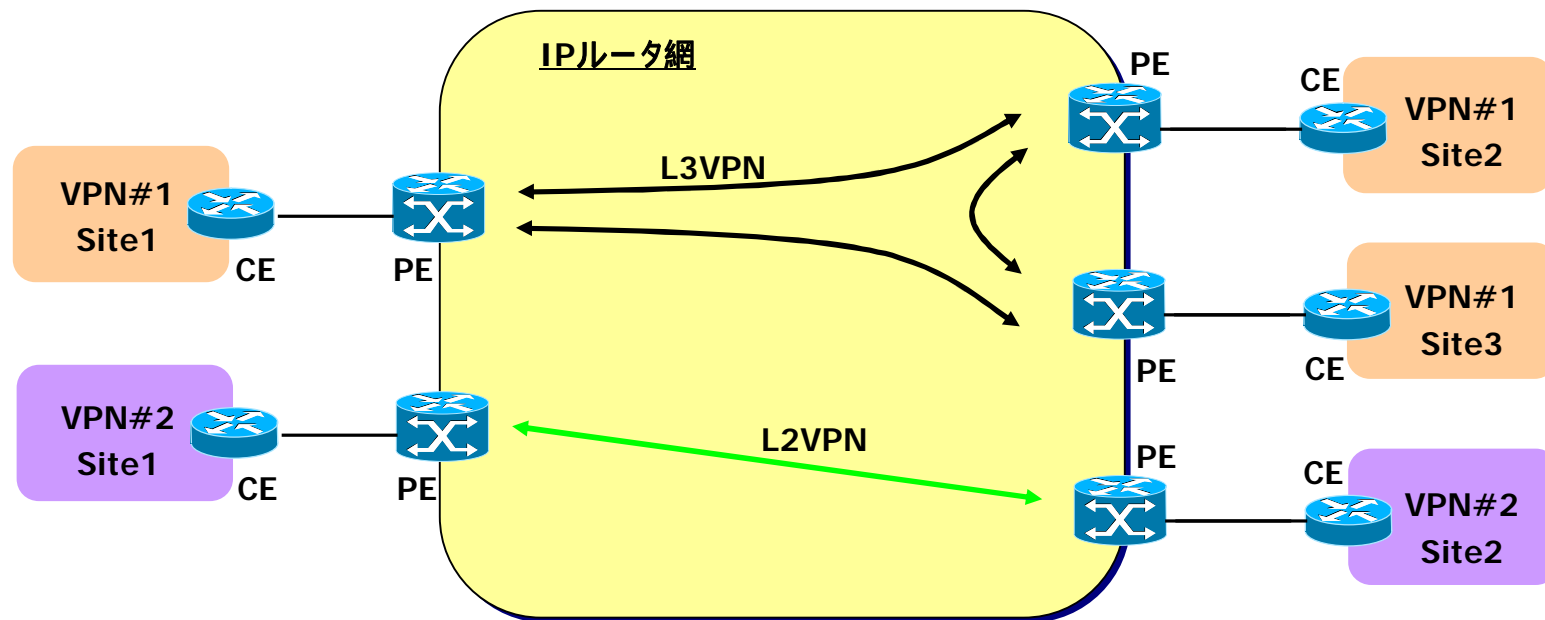 IPルータ網
PE
CE
VPN#1
Site2
L3VPN
VPN#1
Site1
CE
PE
VPN#1
Site3
PE
CE
VPN#2
Site1
CE
PE
L2VPN
PE
CE
VPN#2
Site2